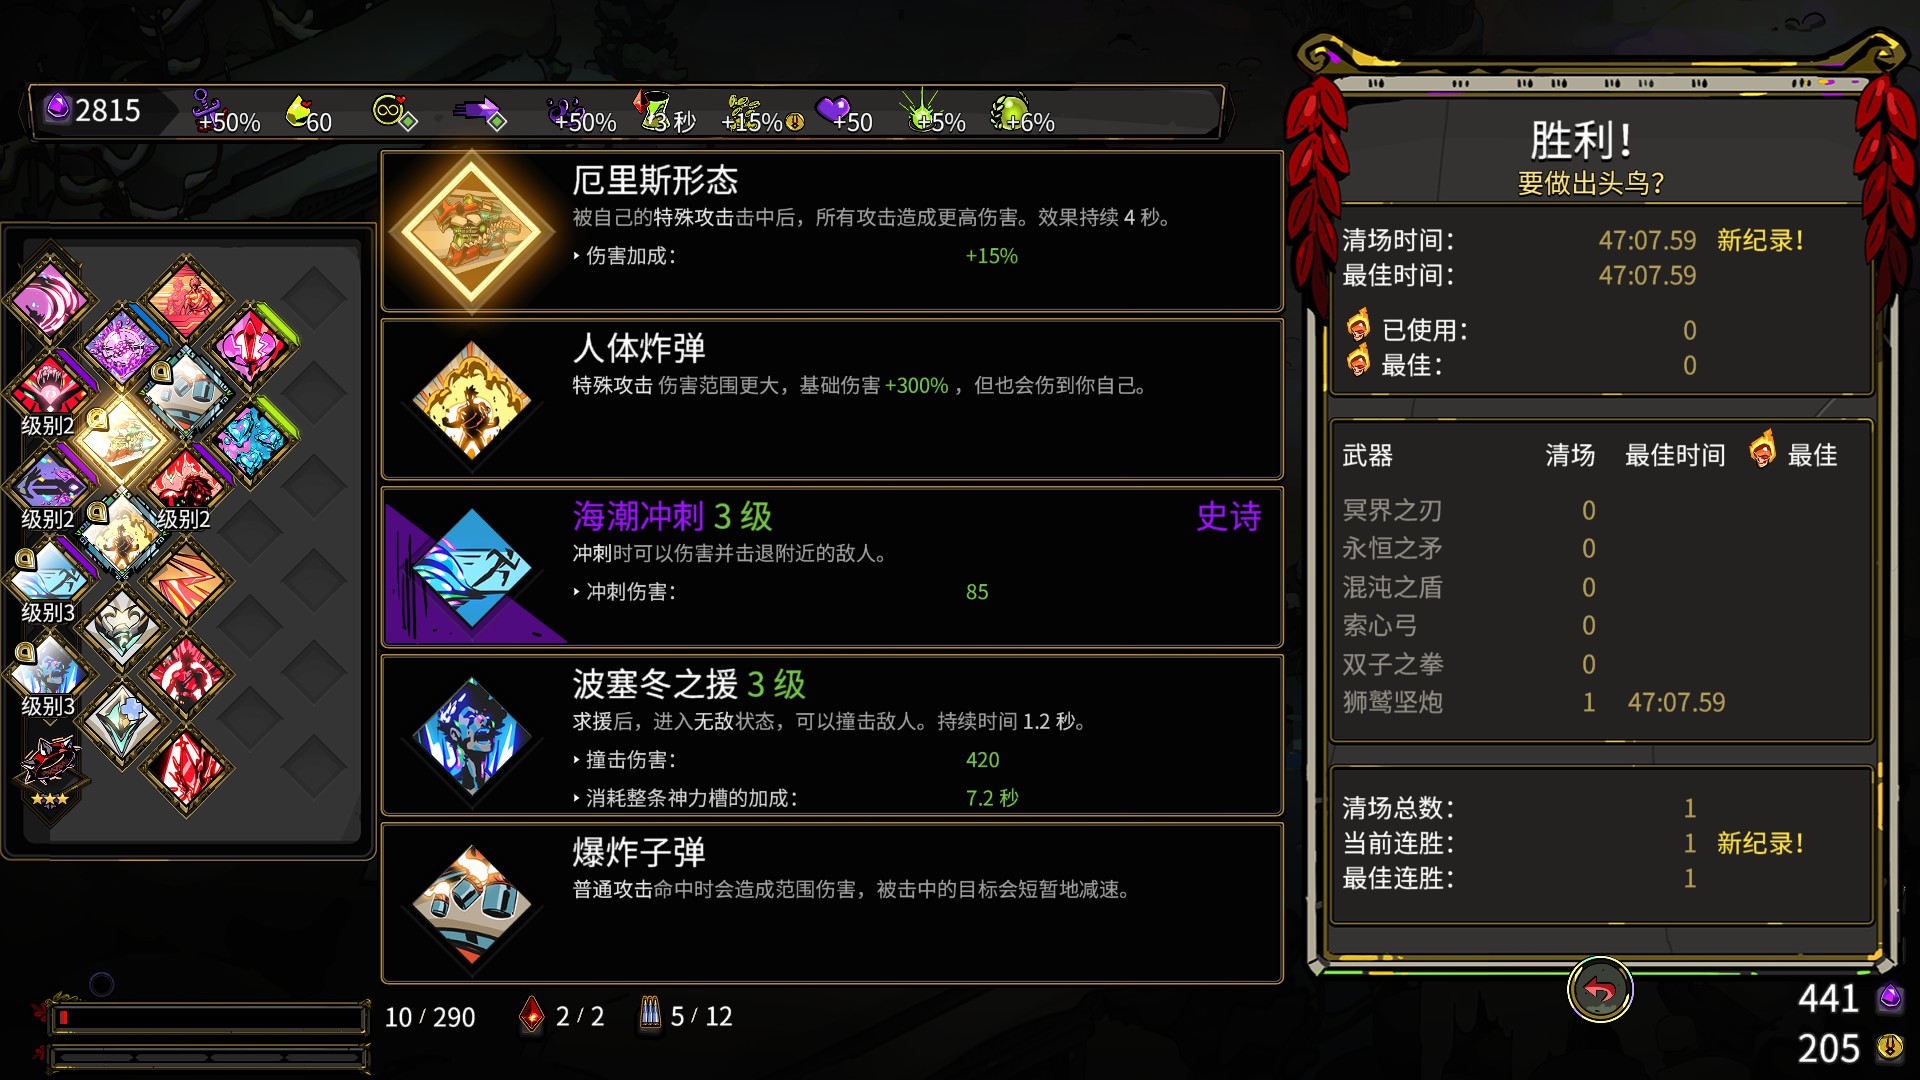 2815
+50%
60
+50%
3 秒
+15%
+50
+5%
+6%
级别2
级别2
级别2
级别3
级别3
厄里斯形态
被自己的特殊攻击击中后，所有攻击造成更高伤害。效果持续 4 秒。
伤害加成： +15%
人体炸弹
特殊攻击 伤害范围更大，基础伤害 +300% ，但也会伤到你自己。
海潮冲刺 3 级 史诗
冲刺时可以伤害并击退附近的敌人。
冲刺伤害： 85
波塞冬之援 3 级
求援后，进入无敌状态，可以撞击敌人。持续时间 1.2 秒。
撞击伤害： 420
消耗整条神力槽的加成： 7.2 秒
爆炸子弹
普通攻击命中时会造成范围伤害，被击中的目标会短暂地减速。
10 / 290
2 / 2
5 / 12
胜利！
要做出头鸟？
清场时间： 47:07.59 新纪录！
最佳时间： 47:07.59
已使用： 0
最佳： 0
武器 清场 最佳时间 最佳
冥界之刃 0
永恒之矛 0
混沌之盾 0
索心弓 0
双子之拳 0
狮鹫坚炮 1 47:07.59
清场总数： 1
当前连胜： 1 新纪录！
最佳连胜： 1
441
205